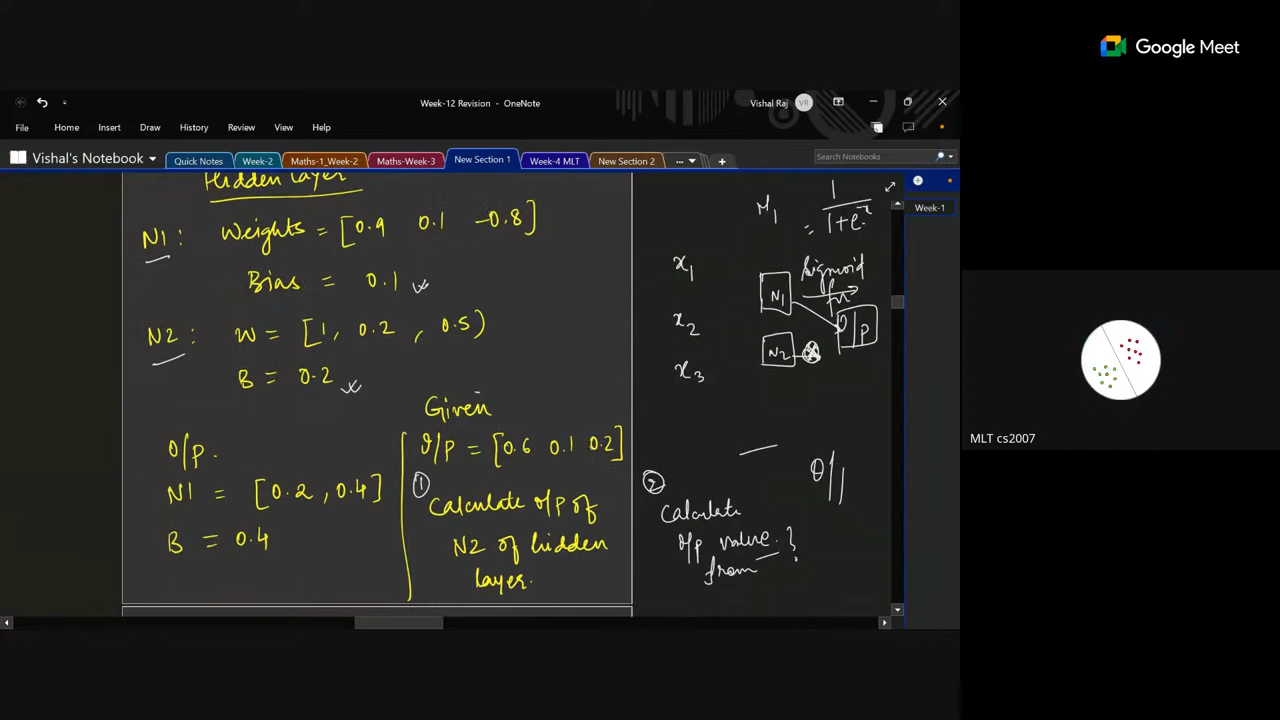 Google Meet
Week-12 Revision - OneNote
Vishal Raj VR
File Home Insert Draw History Review View Help
Vishal's Notebook Quick Notes Week-2 Maths-1_Week-2 Maths-Week-3 New Section 1 Week-4 MLT New Section 2 ... + Search Notebooks
Week-1
Hidden Layer
N1: Weights = [0.9 0.1 -0.8]
Bias = 0.1
N2: W = [1, 0.2, 0.5)
B = 0.2
O/p.
N1 = [0.2, 0.4]
B = 0.4
Given
I/P = [0.6 0.1 0.2]
① Calculate O/P of
N2 of hidden
layer.
= 1/1+e^-x
x1
x2
x3
Sigmoid
fn
N1
N2
O/P
②
Calculate
O/p value. ?
from
MLT cs2007